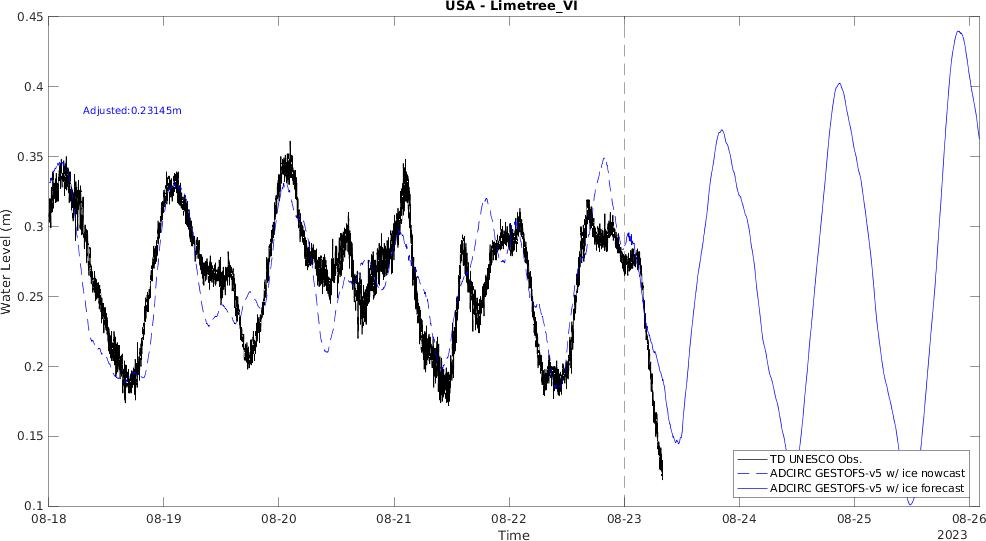 USA - Limetree_VI
0.45
0.4
0.35
0.3
0.25
0.2
0.15
0.1
Water Level (m)
Adjusted:0.23145m
TD UNESCO Obs.
ADCIRC GESTOFS-v5 w/ ice nowcast
ADCIRC GESTOFS-v5 w/ ice forecast
08-18 08-19 08-20 08-21 08-22 08-23 08-24 08-25 08-26
Time
2023